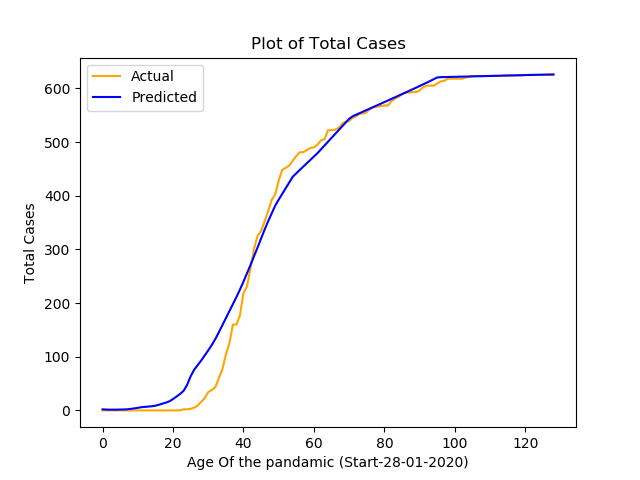 Plot of Total Cases
Actual
Predicted
600
500
400
300
200
100
0
Total Cases
0 20 40 60 80 100 120
Age Of the pandamic (Start-28-01-2020)